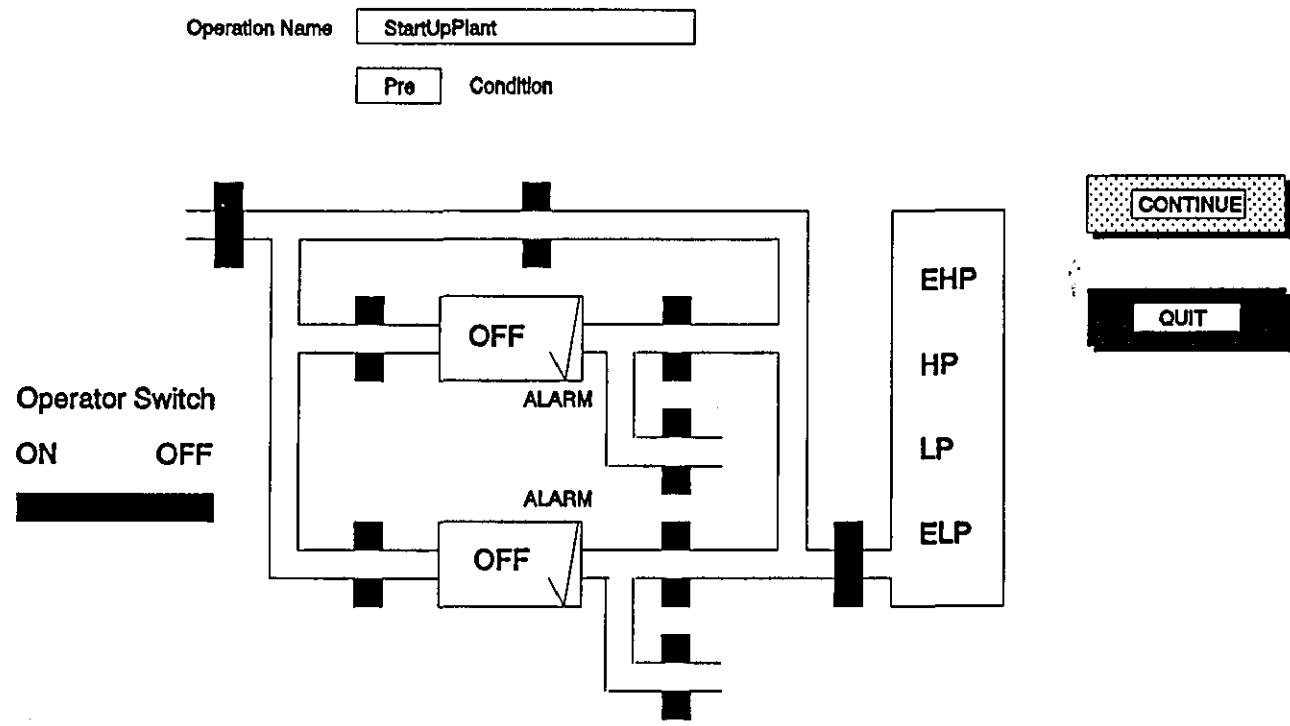 Operation Name StartUpPlant
Pre Condition
CONTINUE
EHP
QUIT
OFF
HP
Operator Switch
ALARM
ON OFF
LP
ALARM
ELP
OFF